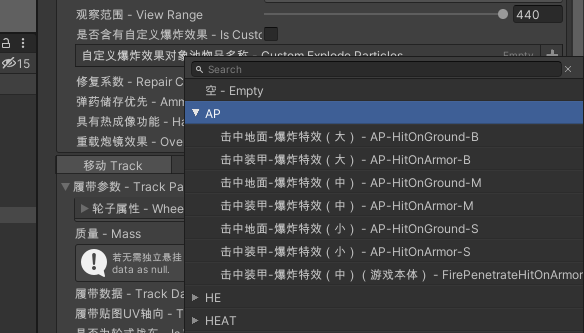 观察范围 - View Range
440
是否含有自定义爆炸效果 - Is Custo
15
自定义爆炸效果对象池物品名称 - Custom Explode Particles
Empty
Search
修复系数 - Repair C
空 - Empty
弹药储存优先 - Amm
AP
具有热成像功能 - Ha
击中地面-爆炸特效（大）- AP-HitOnGround-B
重载炮镜效果 - Ove
击中装甲-爆炸特效（大）- AP-HitOnArmor-B
移动 Track
击中地面-爆炸特效（中）- AP-HitOnGround-M
履带参数 - Track Pa
击中装甲-爆炸特效（中）- AP-HitOnArmor-M
轮子属性 - Whee
击中地面-爆炸特效（小）- AP-HitOnGround-S
质量 - Mass
击中装甲-爆炸特效（小）- AP-HitOnArmor-S
若无需独立悬挂
data as null.
击中装甲-爆炸特效（中）(游戏本体）- FirePenetrateHitOnArmor
履带数据 - Track Da
HE
履带贴图UV轴向 - T
HEAT